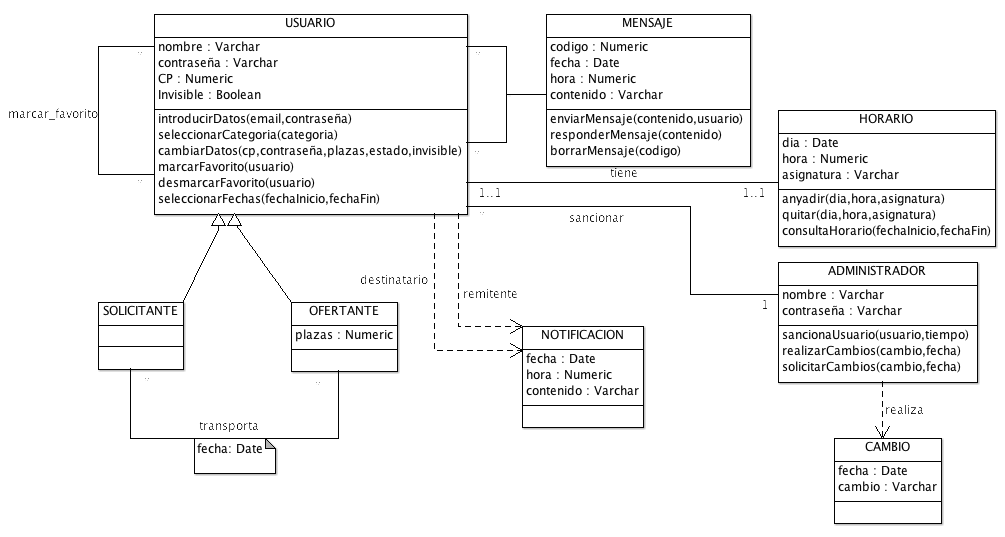 USUARIO
nombre : Varchar
contraseña : Varchar
CP : Numeric
Invisible : Boolean
introducirDatos(email,contraseña)
seleccionarCategoria(categoria)
cambiarDatos(cp,contraseña,plazas,estado,invisible)
marcarFavorito(usuario)
desmarcarFavorito(usuario)
seleccionarFechas(fechaInicio,fechaFin)
marcar_favorito
..
..
..
..
MENSAJE
codigo : Numeric
fecha : Date
hora : Numeric
contenido : Varchar
enviarMensaje(contenido,usuario)
responderMensaje(contenido)
borrarMensaje(codigo)
HORARIO
dia : Date
hora : Numeric
asignatura : Varchar
anyadir(dia,hora,asignatura)
quitar(dia,hora,asignatura)
consultaHorario(fechaInicio,fechaFin)
tiene
1..1
1..1
..
sancionar
1
ADMINISTRADOR
nombre : Varchar
contraseña : Varchar
sancionaUsuario(usuario,tiempo)
realizarCambios(cambio,fecha)
solicitarCambios(cambio,fecha)
destinatario
remitente
SOLICITANTE
OFERTANTE
plazas : Numeric
NOTIFICACION
fecha : Date
hora : Numeric
contenido : Varchar
..
..
transporta
fecha: Date
realiza
CAMBIO
fecha : Date
cambio : Varchar